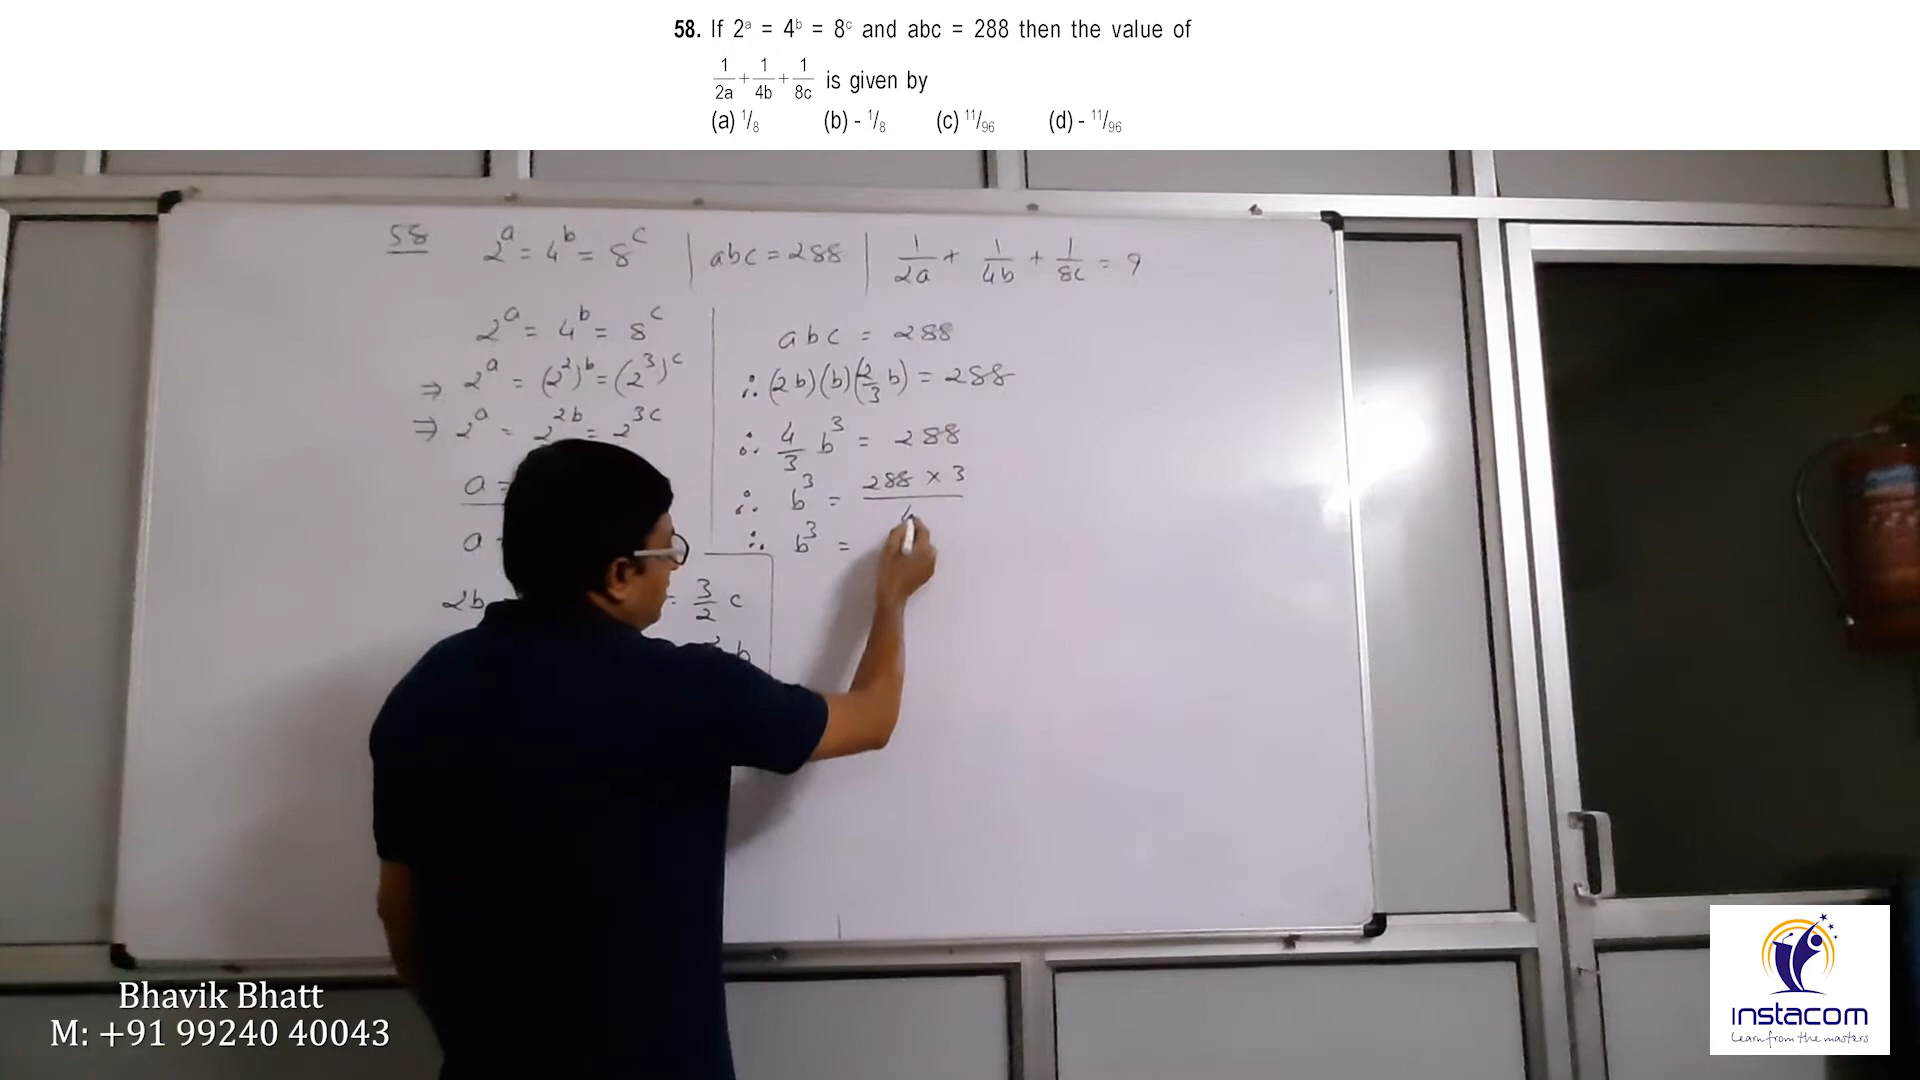 58. If 2ᵃ = 4ᵇ = 8ᶜ and abc = 288 then the value of
1/2a + 1/4b + 1/8c is given by
(a) 1/8 (b) - 1/8 (c) 11/96 (d) - 11/96
58 2ᵃ = 4ᵇ = 8ᶜ | abc = 288 | 1/2a + 1/4b + 1/8c = ?
2ᵃ = 4ᵇ = 8ᶜ
⇒ 2ᵃ = (2²)ᵇ = (2³)ᶜ
⇒ 2ᵃ = 2²ᵇ = 2³ᶜ
a =
a
2b = 3/2 c
b
abc = 288
∴ (2b)(b)(2/3 b) = 288
∴ 4/3 b³ = 288
∴ b³ = 288 × 3
∴ b³ =
Bhavik Bhatt
M: +91 99240 40043
ınstacom
Learn from the masters